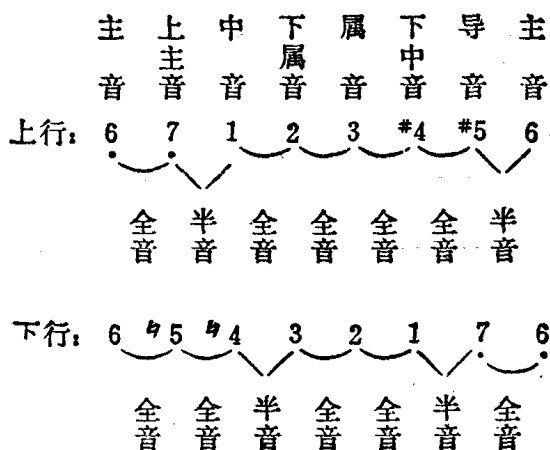 主 上主 中 下属 属 下中 导 主
音 音 音 音 音 音 音 音
上行: 6̣ 7̣ 1 2 3 #4 #5 6
全音 半音 全音 全音 全音 全音 半音
下行: 6 ♮5 ♮4 3 2 1 7̣ 6̣
全音 全音 半音 全音 全音 半音 全音